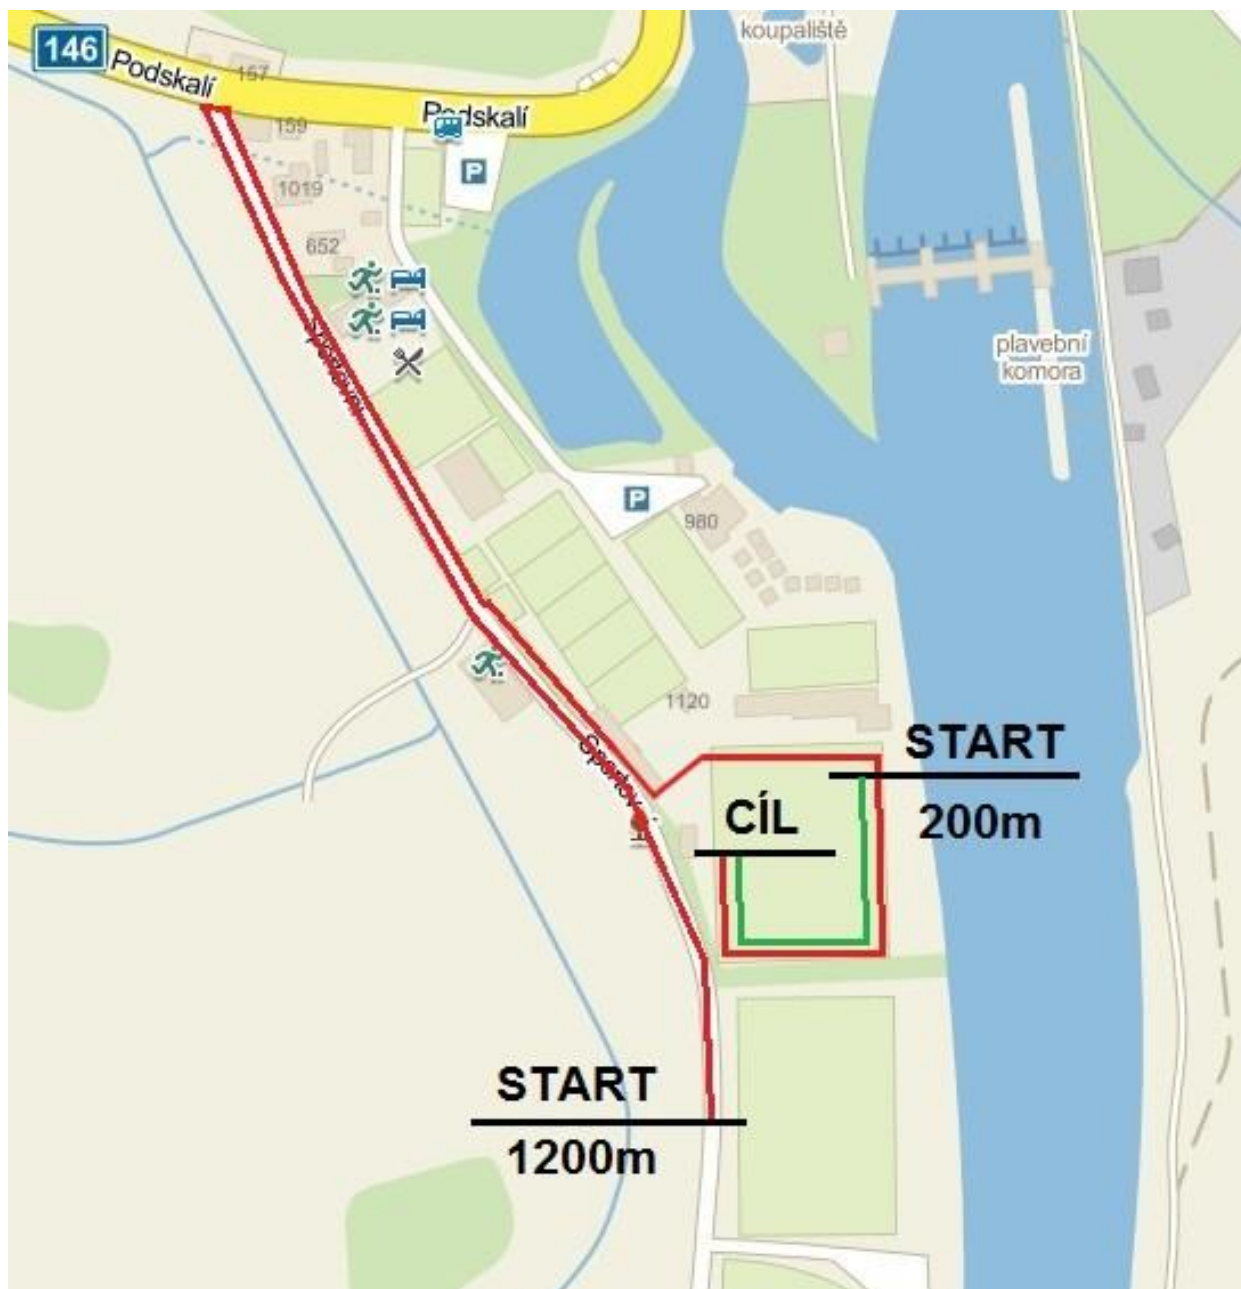 koupaliště
146
Podskalí
157
Podskalí
159
P
1019
652
plavební
komora
P
980
1120
START
200m
CÍL
START
1200m